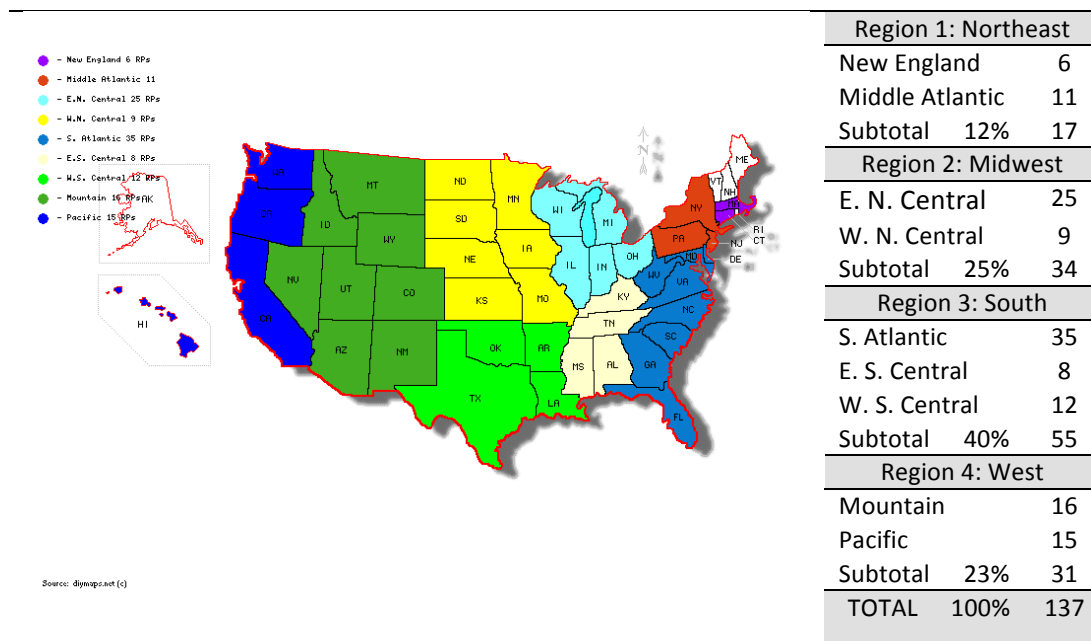 - New England 6 RPs
- Middle Atlantic 11
- E.N. Central 25 RPs
- W.N. Central 9 RPs
- S. Atlantic 35 RPs
- E.S. Central 8 RPs
- W.S. Central 12 RPs
- Mountain 16 RPs
- Pacific 15 RPs
AK
HI
WA
OR
CA
MT
ID
WY
NV
UT
CO
AZ
NM
ND
SD
NE
KS
MN
IA
MO
OK
AR
TX
LA
WI
MI
IL
IN
OH
KY
TN
MS
AL
WV
VA
NC
SC
GA
FL
MD
DE
NJ
PA
NY
CT
RI
MA
VT
NH
ME
N
Source: diymaps.net (c)
Region 1: Northeast
New England 6
Middle Atlantic 11
Subtotal 12% 17
Region 2: Midwest
E. N. Central 25
W. N. Central 9
Subtotal 25% 34
Region 3: South
S. Atlantic 35
E. S. Central 8
W. S. Central 12
Subtotal 40% 55
Region 4: West
Mountain 16
Pacific 15
Subtotal 23% 31
TOTAL 100% 137